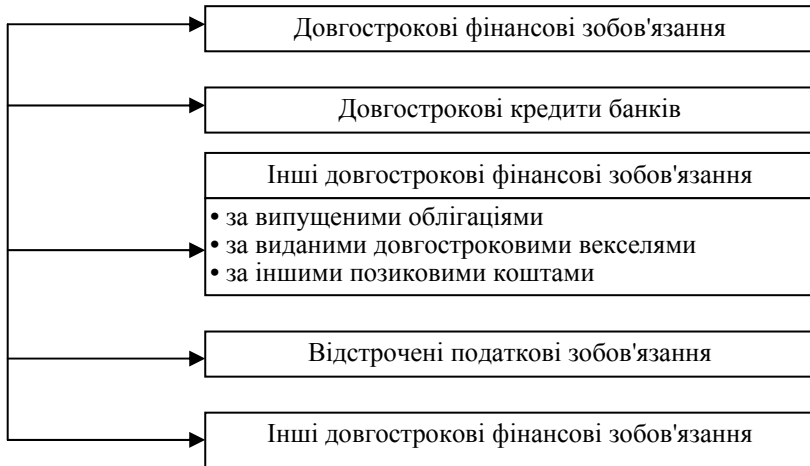 Довгострокові фінансові зобов'язання
Довгострокові кредити банків
Інші довгострокові фінансові зобов'язання
• за випущеними облігаціями
• за виданими довгостроковими векселями
• за іншими позиковими коштами
Відстрочені податкові зобов'язання
Інші довгострокові фінансові зобов'язання